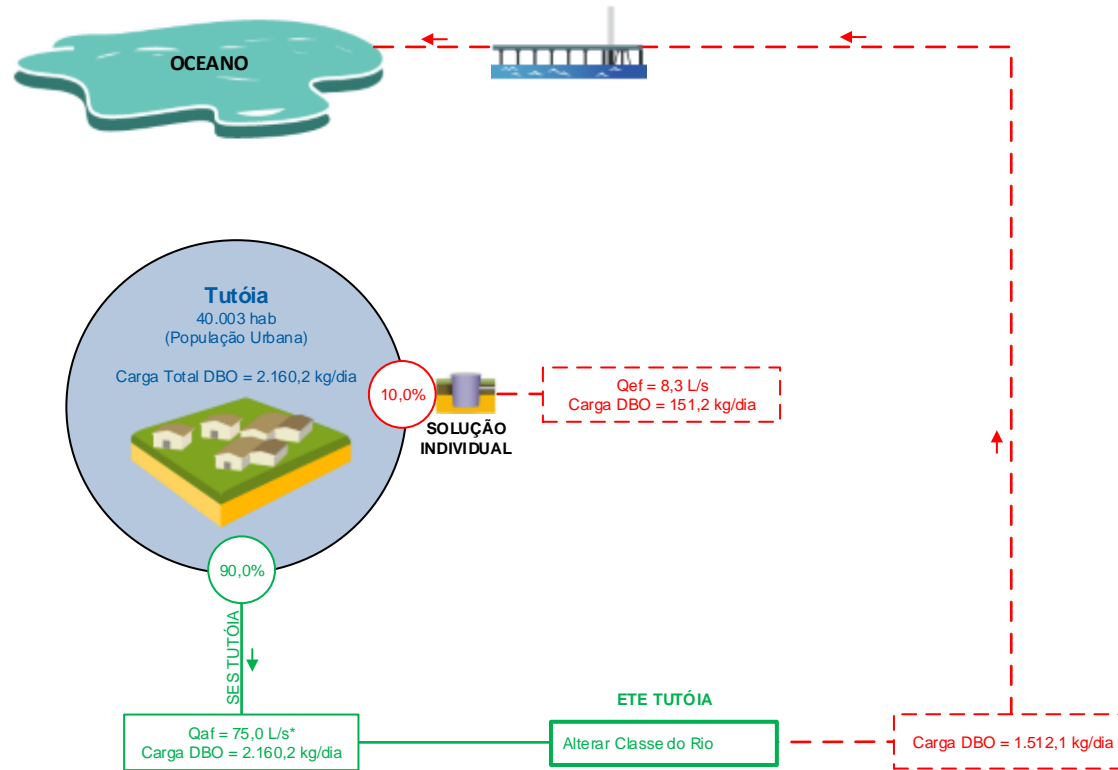 OCEANO
Tutóia
40.003 hab
(População Urbana)
Carga Total DBO = 2.160,2 kg/dia
10,0%
SOLUÇÃO
INDIVIDUAL
Qef = 8,3 L/s
Carga DBO = 151,2 kg/dia
90,0%
SES TUTÓIA
Qaf = 75,0 L/s*
Carga DBO = 2.160,2 kg/dia
ETE TUTÓIA
Alterar Classe do Rio
Carga DBO = 1.512,1 kg/dia